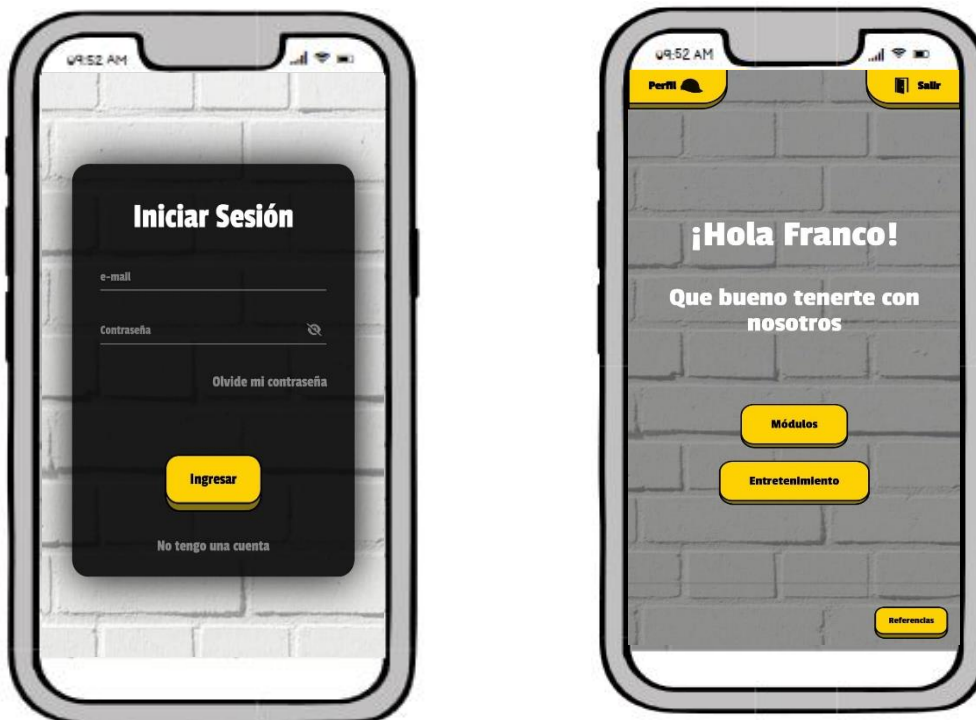 09:52 AM
Iniciar Sesión
e-mail
Contraseña
Olvide mi contraseña
Ingresar
No tengo una cuenta
09:52 AM
Perfil
Salir
¡Hola Franco!
Que bueno tenerte con
nosotros
Módulos
Entretenimiento
Referencias